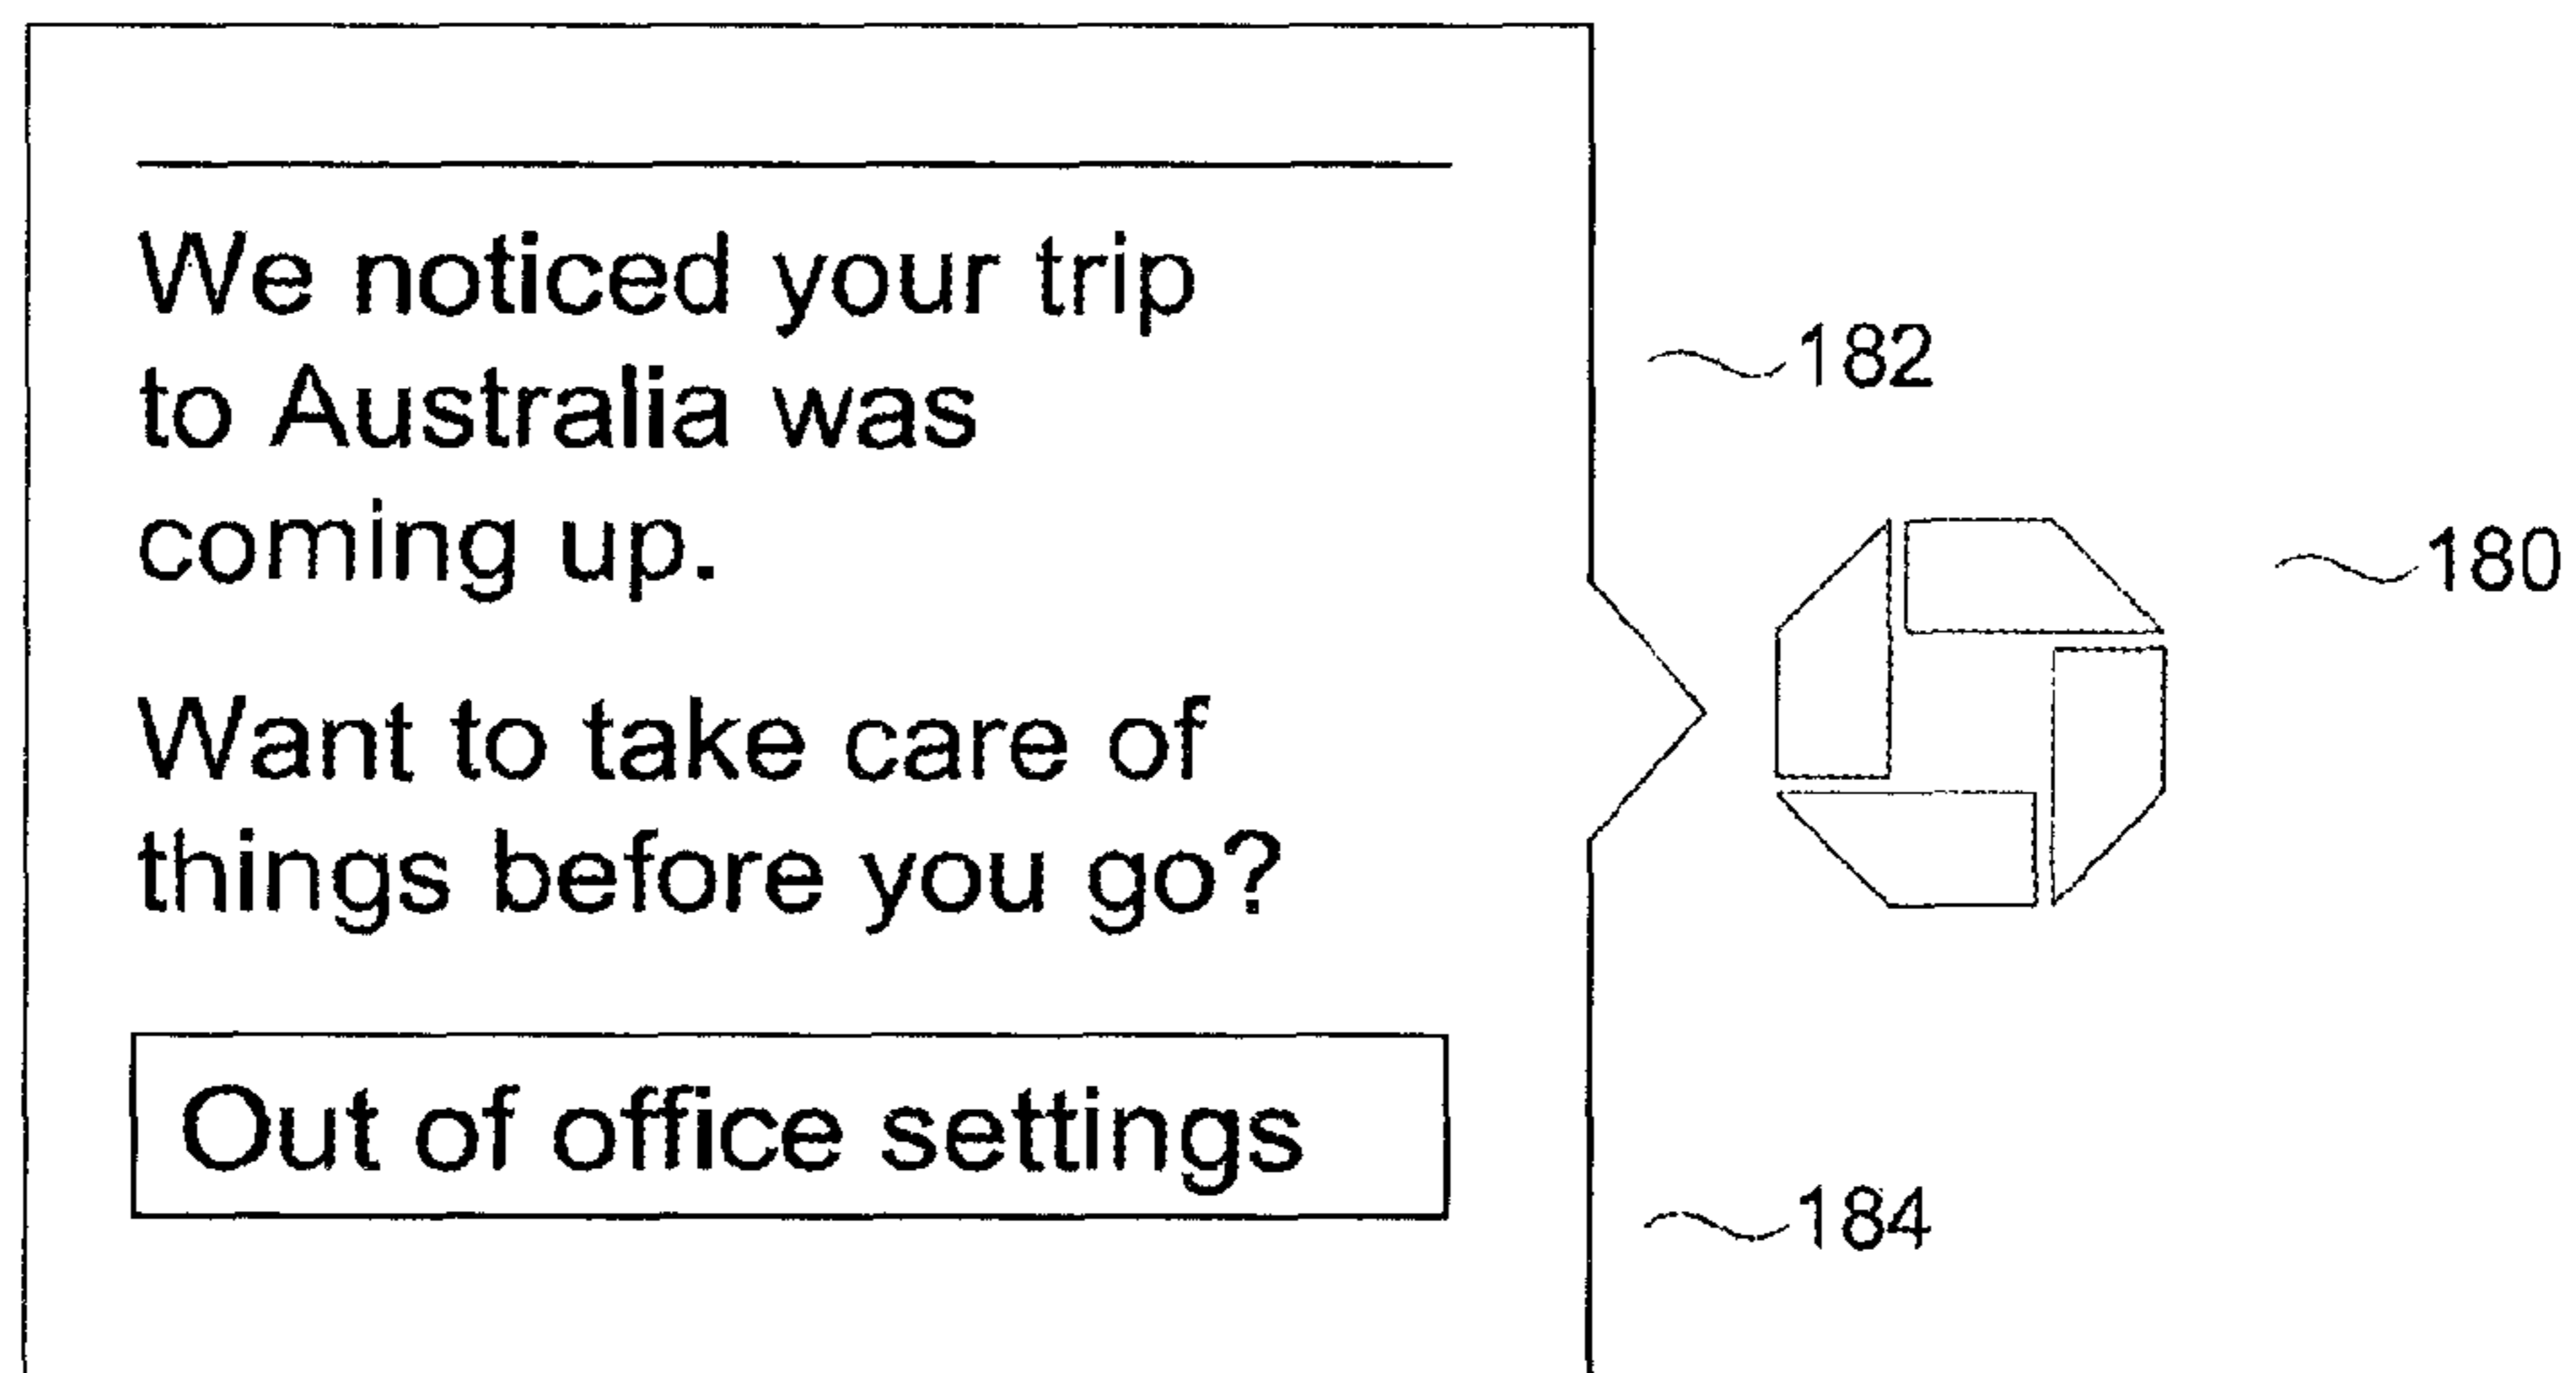 We noticed your trip
to Australia was
coming up.
Want to take care of
things before you go?
Out of office settings
182
180
184